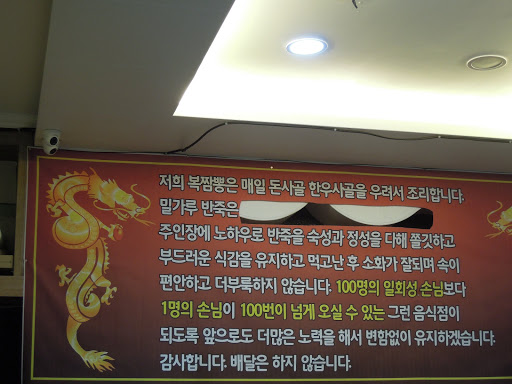 저희 복짬뽕은 매일 돈사골 한우사골을 우려서 조리합니다.
밀가루 반죽은
주인장에 노하우로 반죽을 숙성과 정성을 다해 쫄깃하고
부드러운 식감을 유지하고 먹고난 후 소화가 잘되며 속이
편안하고 더부룩하지 않습니다. 100명의 일회성 손님보다
1명의 손님이 100번이 넘게 오실 수 있는 그런 음식점이
되도록 앞으로도 더많은 노력을 해서 변함없이 유지하겠습니다.
감사합니다. 배달은 하지 않습니다.